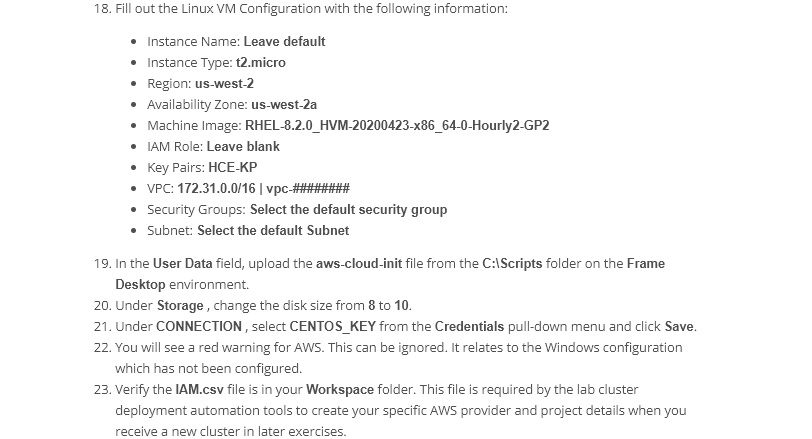 18. Fill out the Linux VM Configuration with the following information:
• Instance Name: Leave default
• Instance Type: t2.micro
• Region: us-west-2
• Availability Zone: us-west-2a
• Machine Image: RHEL-8.2.0_HVM-20200423-x86_64-0-Hourly2-GP2
• IAM Role: Leave blank
• Key Pairs: HCE-KP
• VPC: 172.31.0.0/16 | vpc-########
• Security Groups: Select the default security group
• Subnet: Select the default Subnet
19. In the User Data field, upload the aws-cloud-init file from the C:\Scripts folder on the Frame
Desktop environment.
20. Under Storage , change the disk size from 8 to 10.
21. Under CONNECTION , select CENTOS_KEY from the Credentials pull-down menu and click Save.
22. You will see a red warning for AWS. This can be ignored. It relates to the Windows configuration
which has not been configured.
23. Verify the IAM.csv file is in your Workspace folder. This file is required by the lab cluster
deployment automation tools to create your specific AWS provider and project details when you
receive a new cluster in later exercises.